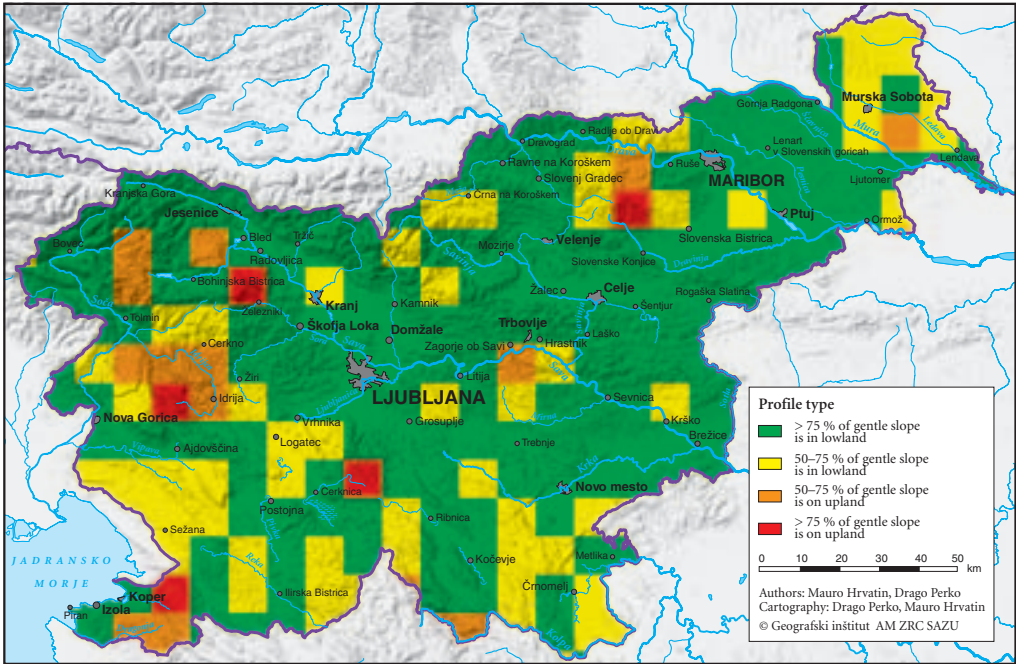 Murska Sobota
Gornja Radgona
Ščavnica
Mura
Ledava
Radlje ob Dravi
Dravograd
Drava
Lenart
v Slovenskih goricah
Lendava
Ravne na Koroškem
Ruše
MARIBOR
Slovenj Gradec
Ljutomer
Kranjska Gora
Črna na Koroškem
Jesenice
Ptuj
Ormož
Bled
Tržič
Slovenska Bistrica
Bovec
Radovljica
Mozirje
Velenje
Savinja
Slovenske Konjice
Dravinja
Bohinjska Bistrica
Žalec
Celje
Rogaška Slatina
Soča
Kranj
Kamnik
Šentjur
Železniki
Tolmin
Škofja Loka
Domžale
Trbovlje
Laško
Cerkno
Sava
Zagorje ob Savi
Hrastnik
Žiri
Litija
Sava
Idrija
LJUBLJANA
Sevnica
Nova Gorica
Vrhnika
Grosuplje
Krško
Logatec
Trebnje
Brežice
Vipava
Ajdovščina
Krka
Cerknica
Novo mesto
Postojna
Ribnica
Pivka
Sežana
Reka
Kočevje
Metlika
JADRANSKO
MORJE
Črnomelj
Koper
Ilirska Bistrica
Izola
Piran
Kolpa
Profile type
> 75 % of gentle slope
is in lowland
50–75 % of gentle slope
is in lowland
50–75 % of gentle slope
is on upland
> 75 % of gentle slope
is on upland
0 10 20 30 40 50 km
Authors: Mauro Hrvatin, Drago Perko
Cartography: Drago Perko, Mauro Hrvatin
© Geografski inštitut AM ZRC SAZU